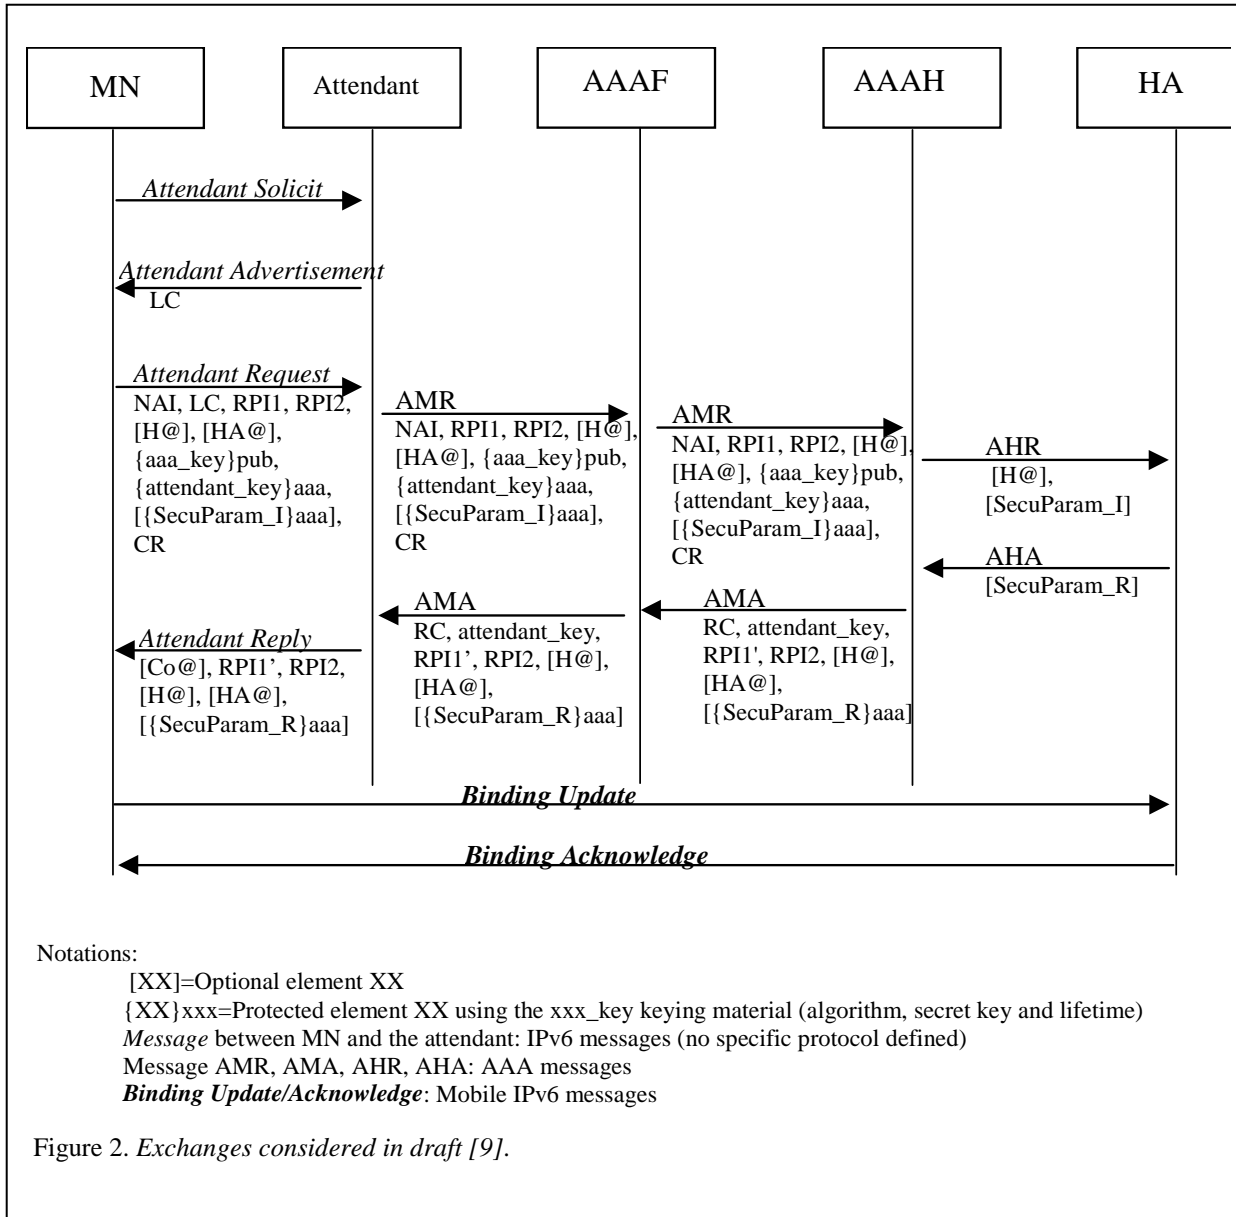 MN
Attendant
AAAF
AAAH
HA
Attendant Solicit
Attendant Advertisement
LC
Attendant Request
NAI, LC, RPI1, RPI2,
[H@], [HA@],
{aaa_key}pub,
{attendant_key}aaa,
[{SecuParam_I}aaa],
CR
AMR
NAI, RPI1, RPI2, [H@],
[HA@], {aaa_key}pub,
{attendant_key}aaa,
[{SecuParam_I}aaa],
CR
AMR
NAI, RPI1, RPI2, [H@],
[HA@], {aaa_key}pub,
{attendant_key}aaa,
[{SecuParam_I}aaa],
CR
AHR
[H@],
[SecuParam_I]
AHA
[SecuParam_R]
AMA
RC, attendant_key,
RPI1', RPI2, [H@],
[HA@],
[{SecuParam_R}aaa]
AMA
RC, attendant_key,
RPI1’, RPI2, [H@],
[HA@],
[{SecuParam_R}aaa]
Attendant Reply
[Co@], RPI1’, RPI2,
[H@], [HA@],
[{SecuParam_R}aaa]
Binding Update
Binding Acknowledge
Notations:
[XX]=Optional element XX
{XX}xxx=Protected element XX using the xxx_key keying material (algorithm, secret key and lifetime)
Message between MN and the attendant: IPv6 messages (no specific protocol defined)
Message AMR, AMA, AHR, AHA: AAA messages
Binding Update/Acknowledge: Mobile IPv6 messages
Figure 2. Exchanges considered in draft [9].